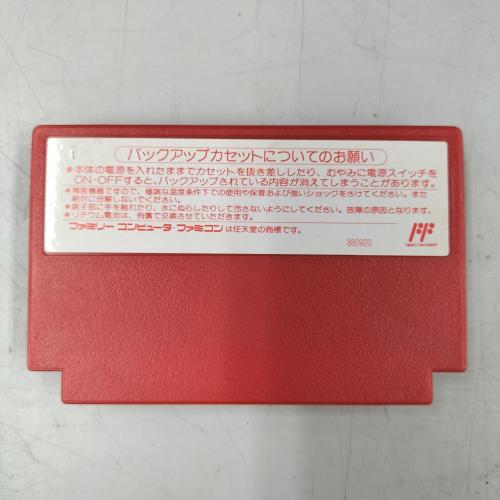 バックアップカセットについてのお願い
●本体の電源を入れたままでカセットを抜き差ししたり、むやみに電源スイッチを
ON-OFFすると、バックアップされている内容が消えてしまうことがあります。
●精密機器ですので、極端な温度条件下での使用や保管および強いショックをさけてください。また
絶対に分解しないでください。
●端子部に手を触れたり、水にぬらしたりして汚さないようにしてください。故障の原因となります。
●リチウム電池は、有償で交換させていただきます。
ファミリー コンピュータ・ファミコンは任天堂の商標です。
880920